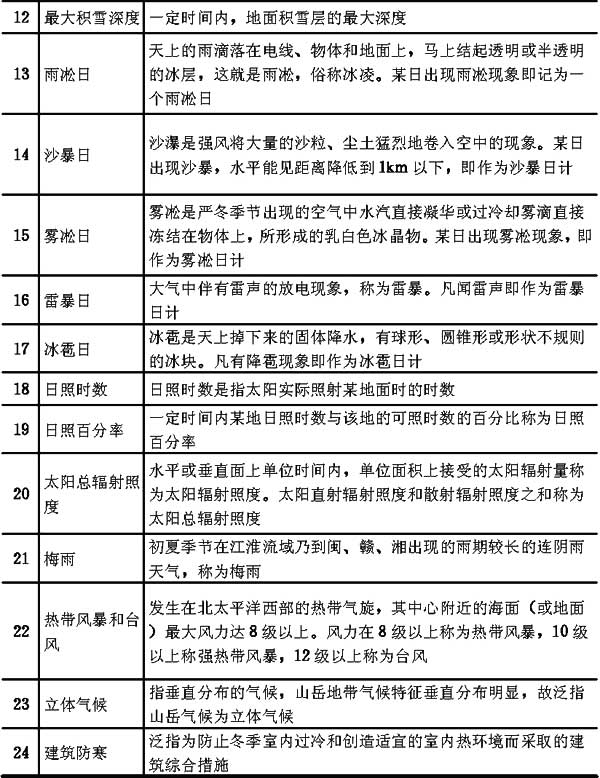 12 最大积雪深度 一定时间内，地面积雪层的最大深度
13 雨凇日 天上的雨滴落在电线、物体和地面上，马上结起透明或半透明
的冰层，这就是雨凇，俗称冰凌。某日出现雨凇现象即记为一
个雨凇日
14 沙暴日 沙瀑是强风将大量的沙粒、尘土猛烈地卷入空中的现象。某日
出现沙暴，水平能见距离降低到1km以下，即作为沙暴日计
15 雾凇日 雾凇是严冬季节出现的空气中水汽直接凝华或过冷却雾滴直接
冻结在物体上，所形成的乳白色冰晶物。某日出现雾凇现象，即
作为雾凇日计
16 雷暴日 大气中伴有雷声的放电现象，称为雷暴。凡闻雷声即作为雷暴
日计
17 冰雹日 冰雹是天上掉下来的固体降水，有球形、圆锥形或形状不规则
的冰块。凡有降雹现象即作为冰雹日计
18 日照时数 日照时数是指太阳实际照射某地面时的时数
19 日照百分率 一定时间内某地日照时数与该地的可照时数的百分比称为日照
百分率
20 太阳总辐射照
度
水平或垂直面上单位时间内，单位面积上接受的太阳辐射量称
为太阳辐射照度。太阳直射辐射照度和散射辐射照度之和称为
太阳总辐射照度
21 梅雨 初夏季节在江淮流域乃到闽、赣、湘出现的雨期较长的连阴雨
天气，称为梅雨
22 热带风暴和台
风
发生在北太平洋西部的热带气旋，其中心附近的海面（或地面
）最大风力达8级以上。风力在8级以上称为热带风暴，10级
以上称强热带风暴，12级以上称为台风
23 立体气候 指垂直分布的气候，山岳地带气候特征垂直分布明显，故泛指
山岳气候为立体气候
24 建筑防寒 泛指为防止冬季室内过冷和创造适宜的室内热环境而采取的建
筑综合措施